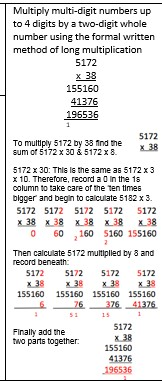 Multiply multi-digit numbers up
to 4 digits by a two-digit whole
number using the formal written
method of long multiplication
5172
x 38
155160
41376
196536
1
To multiply 5172 by 38 find the
sum of 5172 x 30 & 5172 x 8.
5172
x 38
5172 x 30: This is the same as 5172 x 3
x 10. Therefore, record a 0 in the 1s
column to take care of the 'ten times
bigger' and begin to calculate 5182 x 3.
5172 5172 5172 5172 5172
x 38 x 38 x 38 x 38 x 38
0 60 2 160 5160 155160
Then calculate 5172 multiplied by 8 and
record beneath:
5172 5172 5172 5172
x 38 x 38 x 38 x 38
155160 155160 155160 155160
6 76 376 41376
1 5 1 1 5
Finally add the
two parts together:
5172
x 38
155160
41376
196536
1